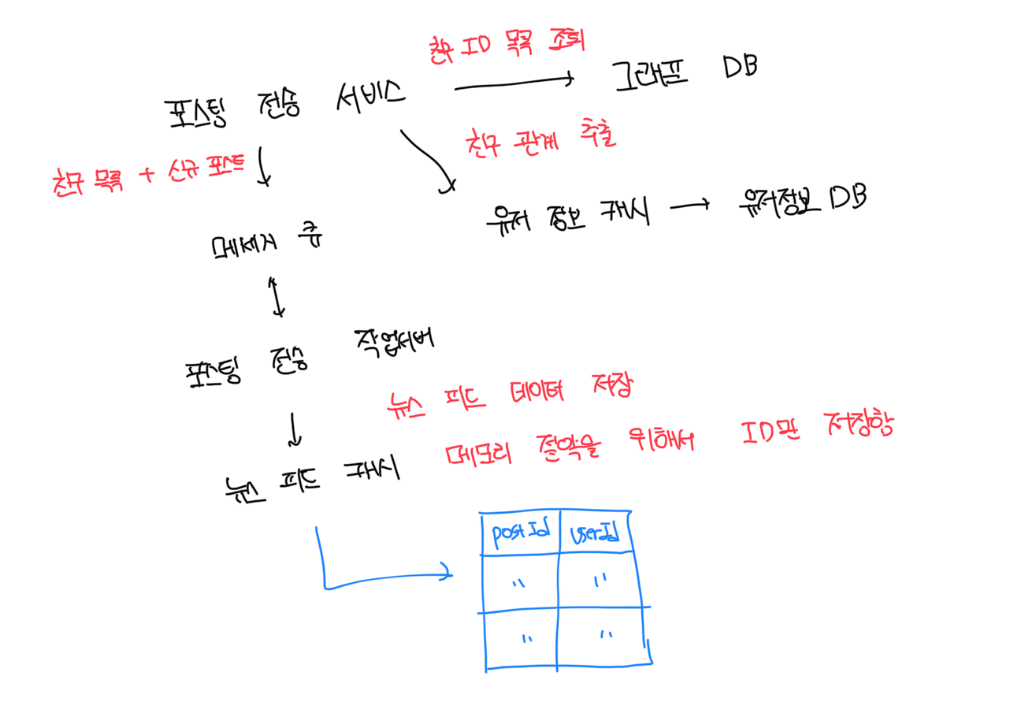 친구 ID 목록 조회
포스팅 전송 서비스
그래프 DB
친구 관계 추출
친구 목록 + 신규 포스트
유저 정보 캐시
유저정보 DB
메세지 큐
포스팅 전송 작업서버
뉴스 피드 데이터 저장
메모리 절약을 위해서 ID만 저장함
뉴스 피드 캐시
postId userId
" "
" "